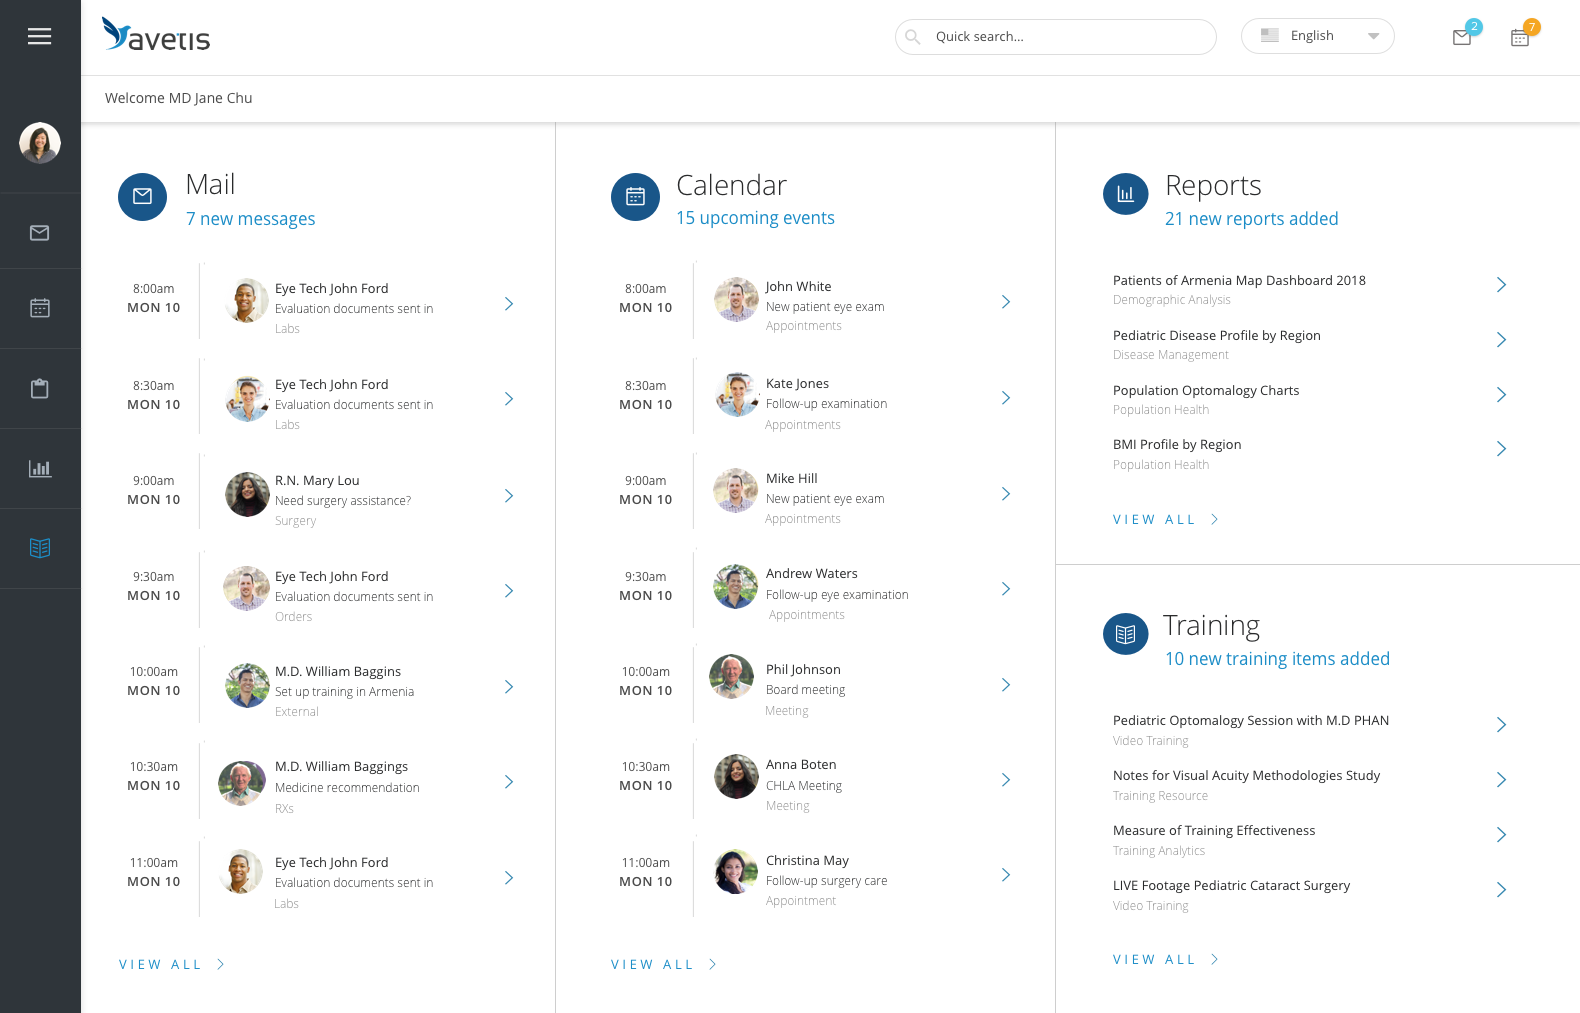 avetis
Quick search...
English
2
7
Welcome MD Jane Chu
Mail
7 new messages
8:00am
MON 10
Eye Tech John Ford
Evaluation documents sent in
Labs
8:30am
MON 10
Eye Tech John Ford
Evaluation documents sent in
Labs
9:00am
MON 10
R.N. Mary Lou
Need surgery assistance?
Surgery
9:30am
MON 10
Eye Tech John Ford
Evaluation documents sent in
Orders
10:00am
MON 10
M.D. William Baggins
Set up training in Armenia
External
10:30am
MON 10
M.D. William Baggings
Medicine recommendation
RXs
11:00am
MON 10
Eye Tech John Ford
Evaluation documents sent in
Labs
VIEW ALL
Calendar
15 upcoming events
8:00am
MON 10
John White
New patient eye exam
Appointments
8:30am
MON 10
Kate Jones
Follow-up examination
Appointments
9:00am
MON 10
Mike Hill
New patient eye exam
Appointments
9:30am
MON 10
Andrew Waters
Follow-up eye examination
Appointments
10:00am
MON 10
Phil Johnson
Board meeting
Meeting
10:30am
MON 10
Anna Boten
CHLA Meeting
Meeting
11:00am
MON 10
Christina May
Follow-up surgery care
Appointment
VIEW ALL
Reports
21 new reports added
Patients of Armenia Map Dashboard 2018
Demographic Analysis
Pediatric Disease Profile by Region
Disease Management
Population Optomalogy Charts
Population Health
BMI Profile by Region
Population Health
VIEW ALL
Training
10 new training items added
Pediatric Optomalogy Session with M.D PHAN
Video Training
Notes for Visual Acuity Methodologies Study
Training Resource
Measure of Training Effectiveness
Training Analytics
LIVE Footage Pediatric Cataract Surgery
Video Training
VIEW ALL